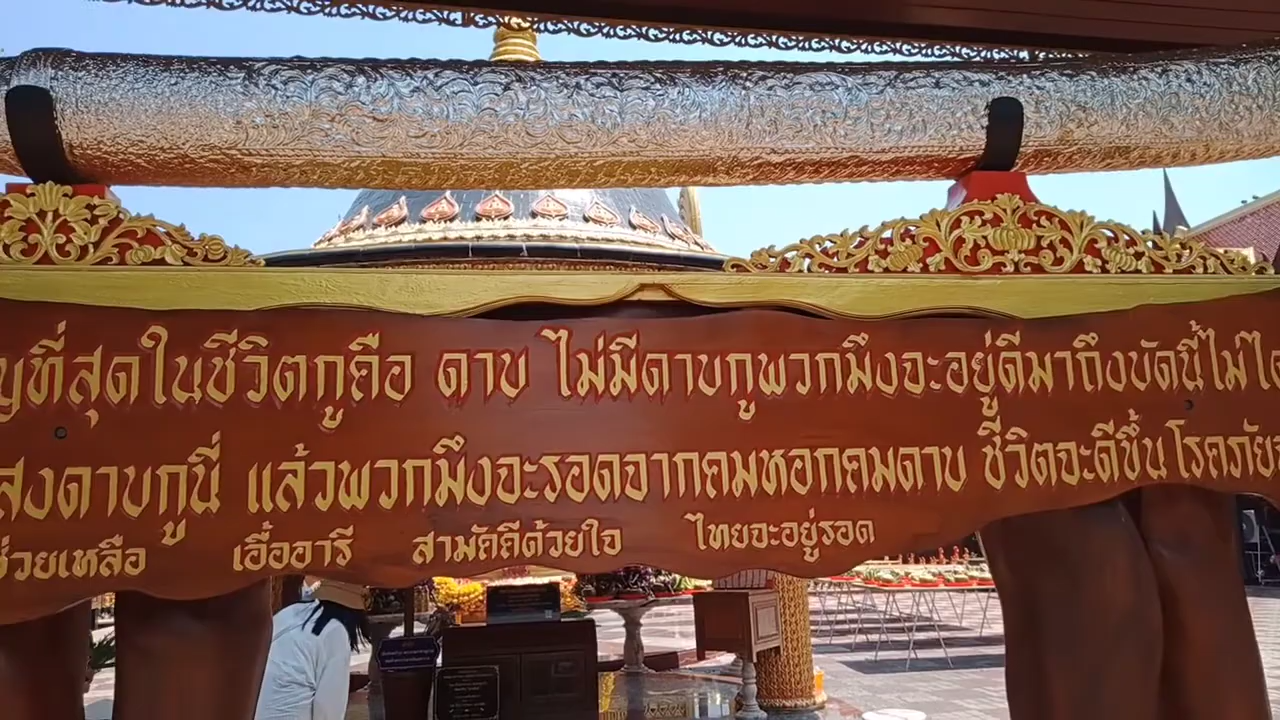 ที่สุดในชีวิตกูคือ ดาบ ไม่มีดาบกูพวกมึงจะอยู่ดีมาถึงบัดนี้ไม่ได้
ดาบกูนี่ แล้วพวกมึงจะรอดจากคมหอกคมดาบ ชีวิตจะดีขึ้น โรคภัย
ช่วยเหลือ เอื้ออารี สามัคคีด้วยใจ ไทยจะอยู่รอด